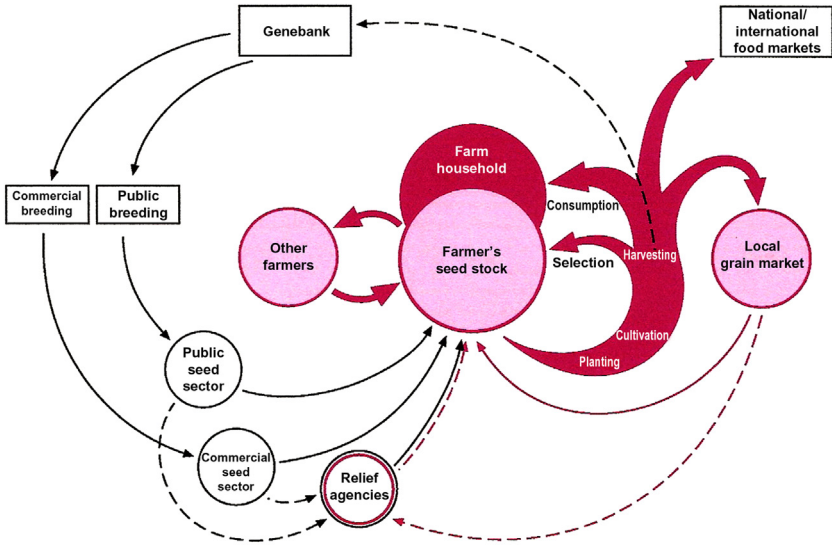 Genebank
National/
international
food markets
Commercial
breeding
Public
breeding
Farm
household
Consumption
Other
farmers
Farmer's
seed stock
Selection
Harvesting
Local
grain market
Cultivation
Planting
Public
seed
sector
Commercial
seed
sector
Relief
agencies